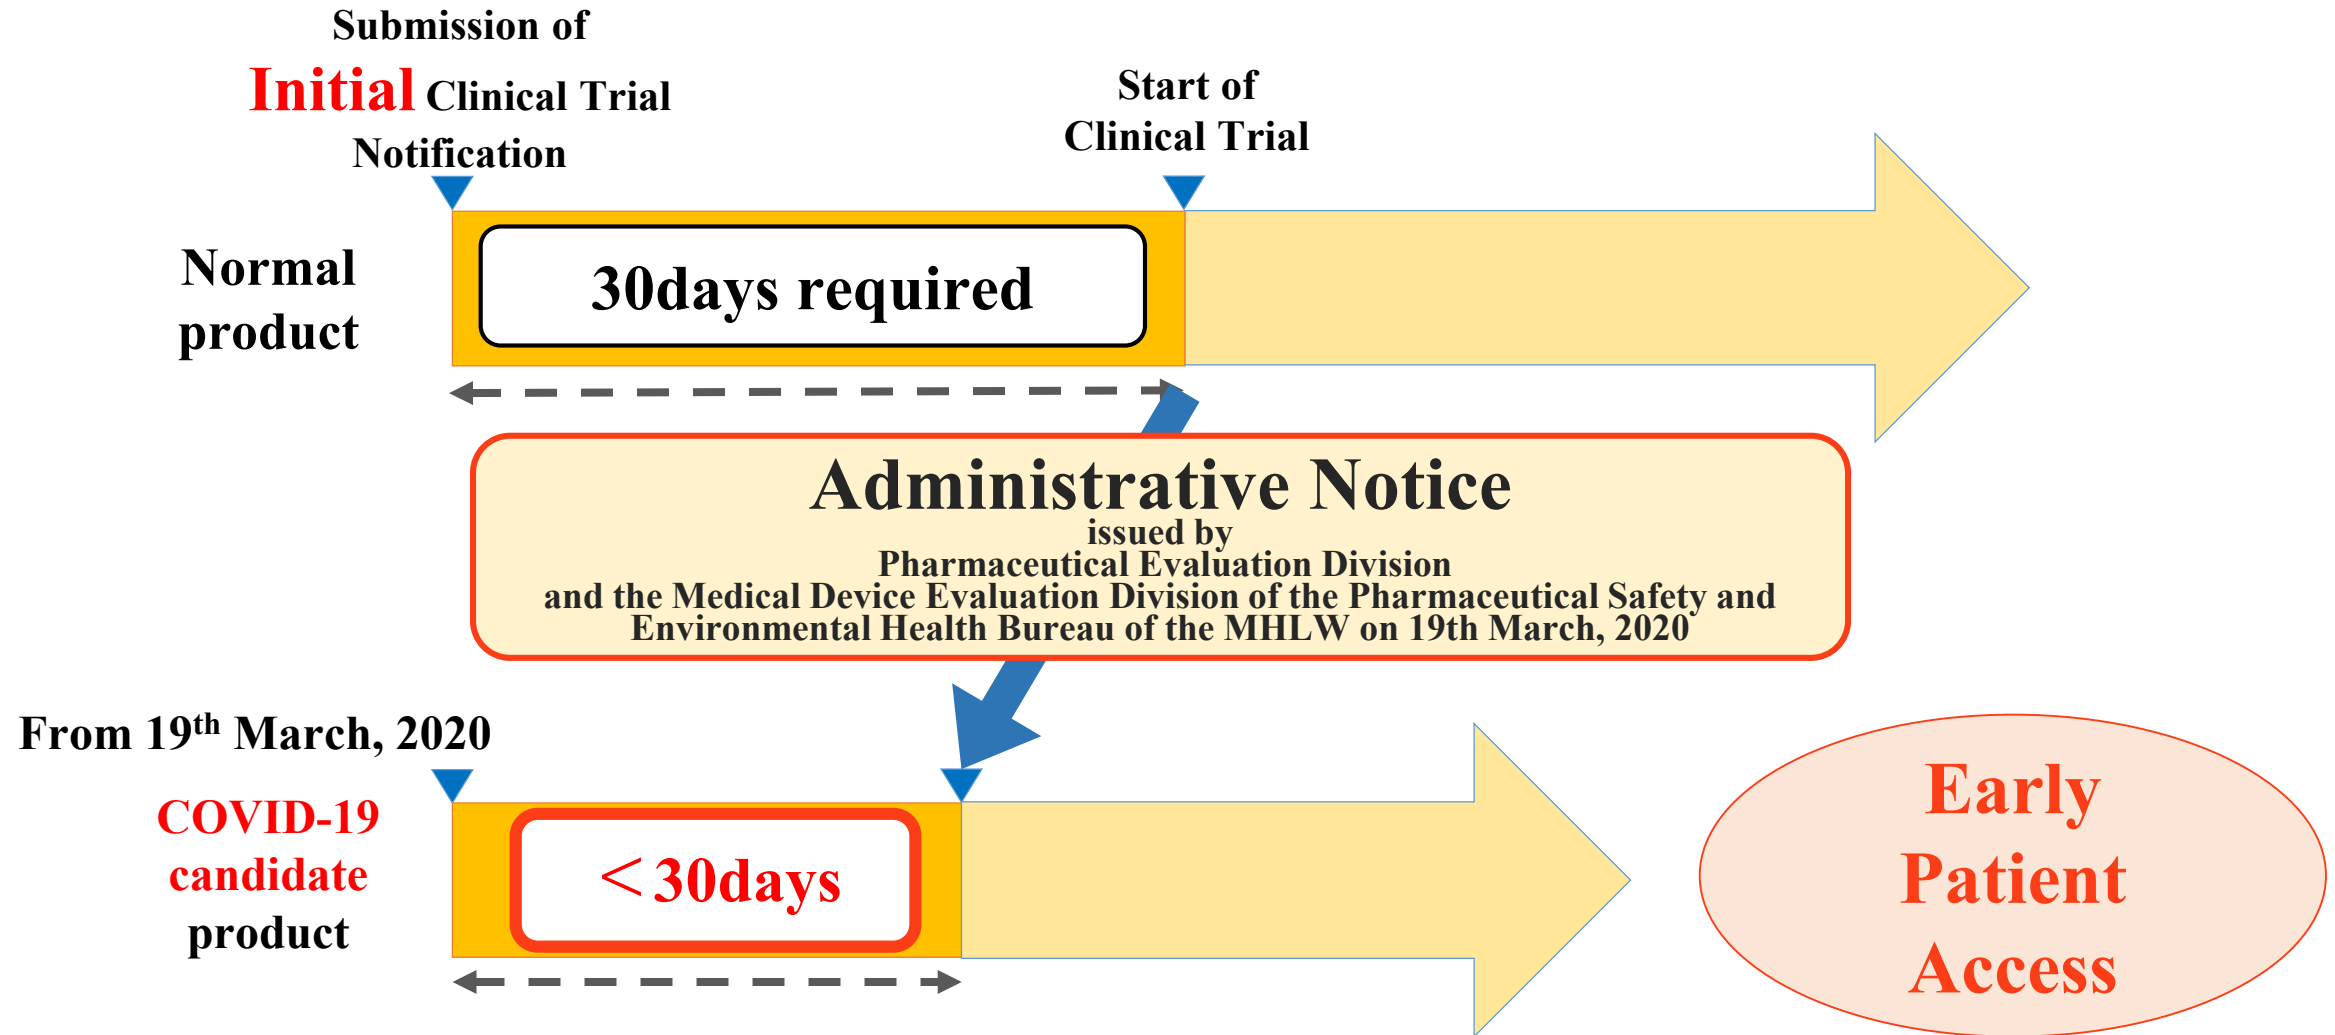 Submission of
Initial Clinical Trial
Notification
Start of
Clinical Trial
Normal
product
30days required
Administrative Notice
issued by
Pharmaceutical Evaluation Division
and the Medical Device Evaluation Division of the Pharmaceutical Safety and
Environmental Health Bureau of the MHLW on 19th March, 2020
From 19th March, 2020
COVID-19
candidate
product
<30days
Early
Patient
Access